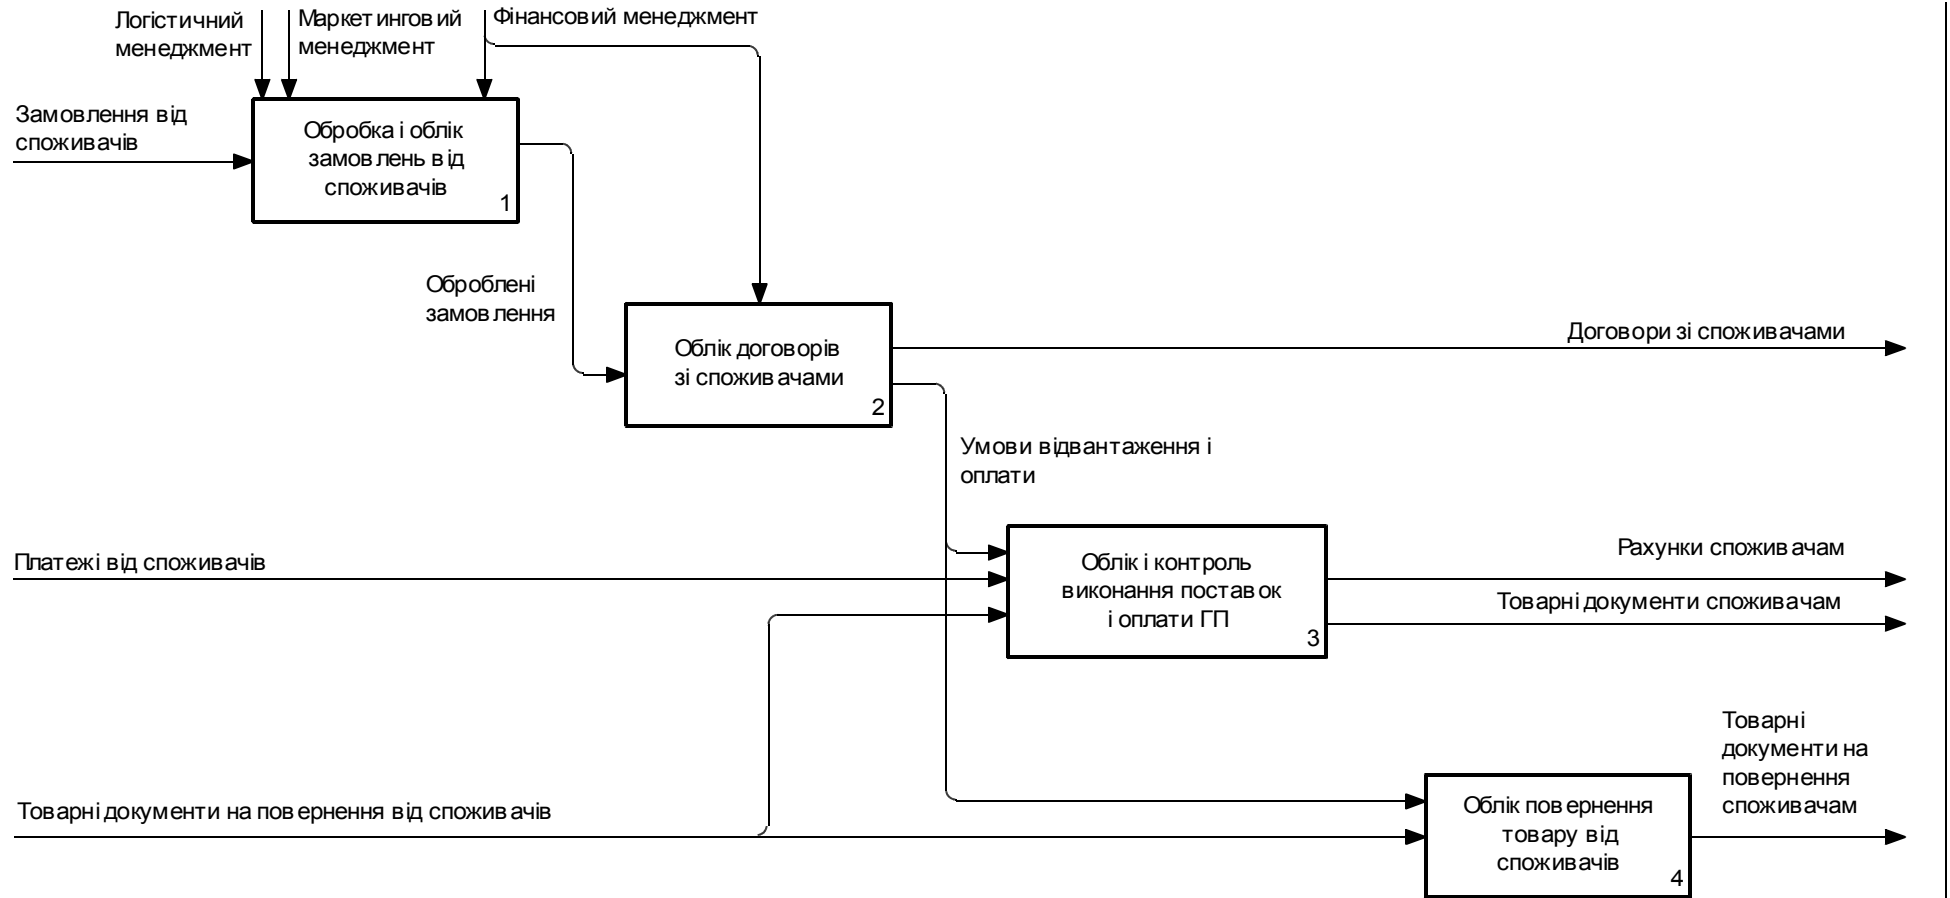 Логістичний
менеджмент
Маркетинговий
менеджмент
Фінансовий менеджмент
Замовлення від
споживачів
Обробка і облік
замовлень від
споживачів
1
Оброблені
замовлення
Облік договорів
зі споживачами
2
Договори зі споживачами
Умови відвантаження і
оплати
Платежі від споживачів
Облік і контроль
виконання поставок
і оплати ГП
3
Рахунки споживачам
Товарні документи споживачам
Товарні документи на повернення від споживачів
Облік повернення
товару від
споживачів
4
Товарні
документи на
повернення
споживачам